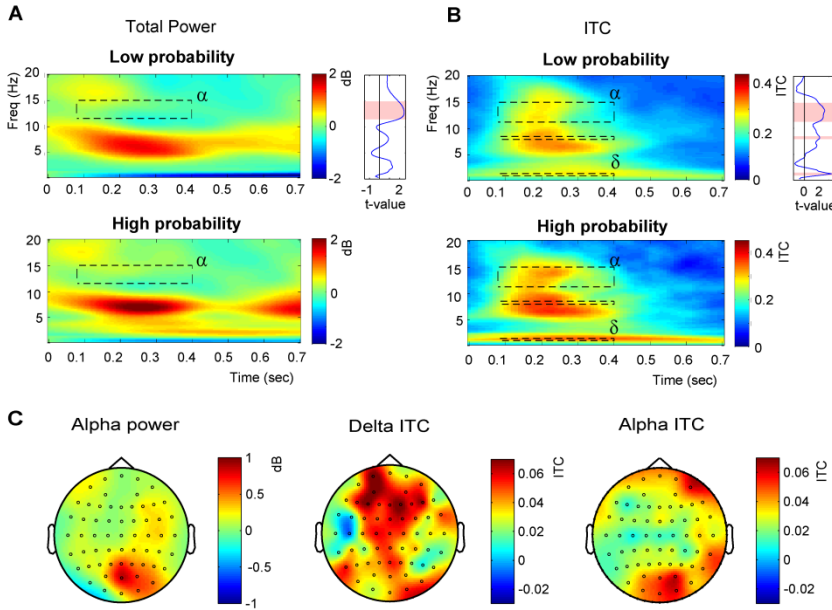 A
Total Power
Low probability
Freq (Hz)
20
15
10
5
0
0.1
0.2
0.3
0.4
0.5
0.6
0.7
α
2
0
-2
dB
-1
2
t-value
High probability
20
15
10
5
0
0
0.1
0.2
0.3
0.4
0.5
0.6
0.7
Time (sec)
α
2
0
-2
dB
B
ITC
Low probability
Freq (Hz)
20
15
10
5
0
0.1
0.2
0.3
0.4
0.5
0.6
0.7
α
δ
0.4
0.2
0
ITC
0 2
t-value
High probability
20
15
10
5
0
0.1
0.2
0.3
0.4
0.5
0.6
0.7
Time (sec)
α
δ
0.4
0.2
0
ITC
C
Alpha power
1
0.5
0
-0.5
-1
dB
Delta ITC
0.06
0.04
0.02
0
-0.02
ITC
Alpha ITC
0.06
0.04
0.02
0
-0.02
ITC